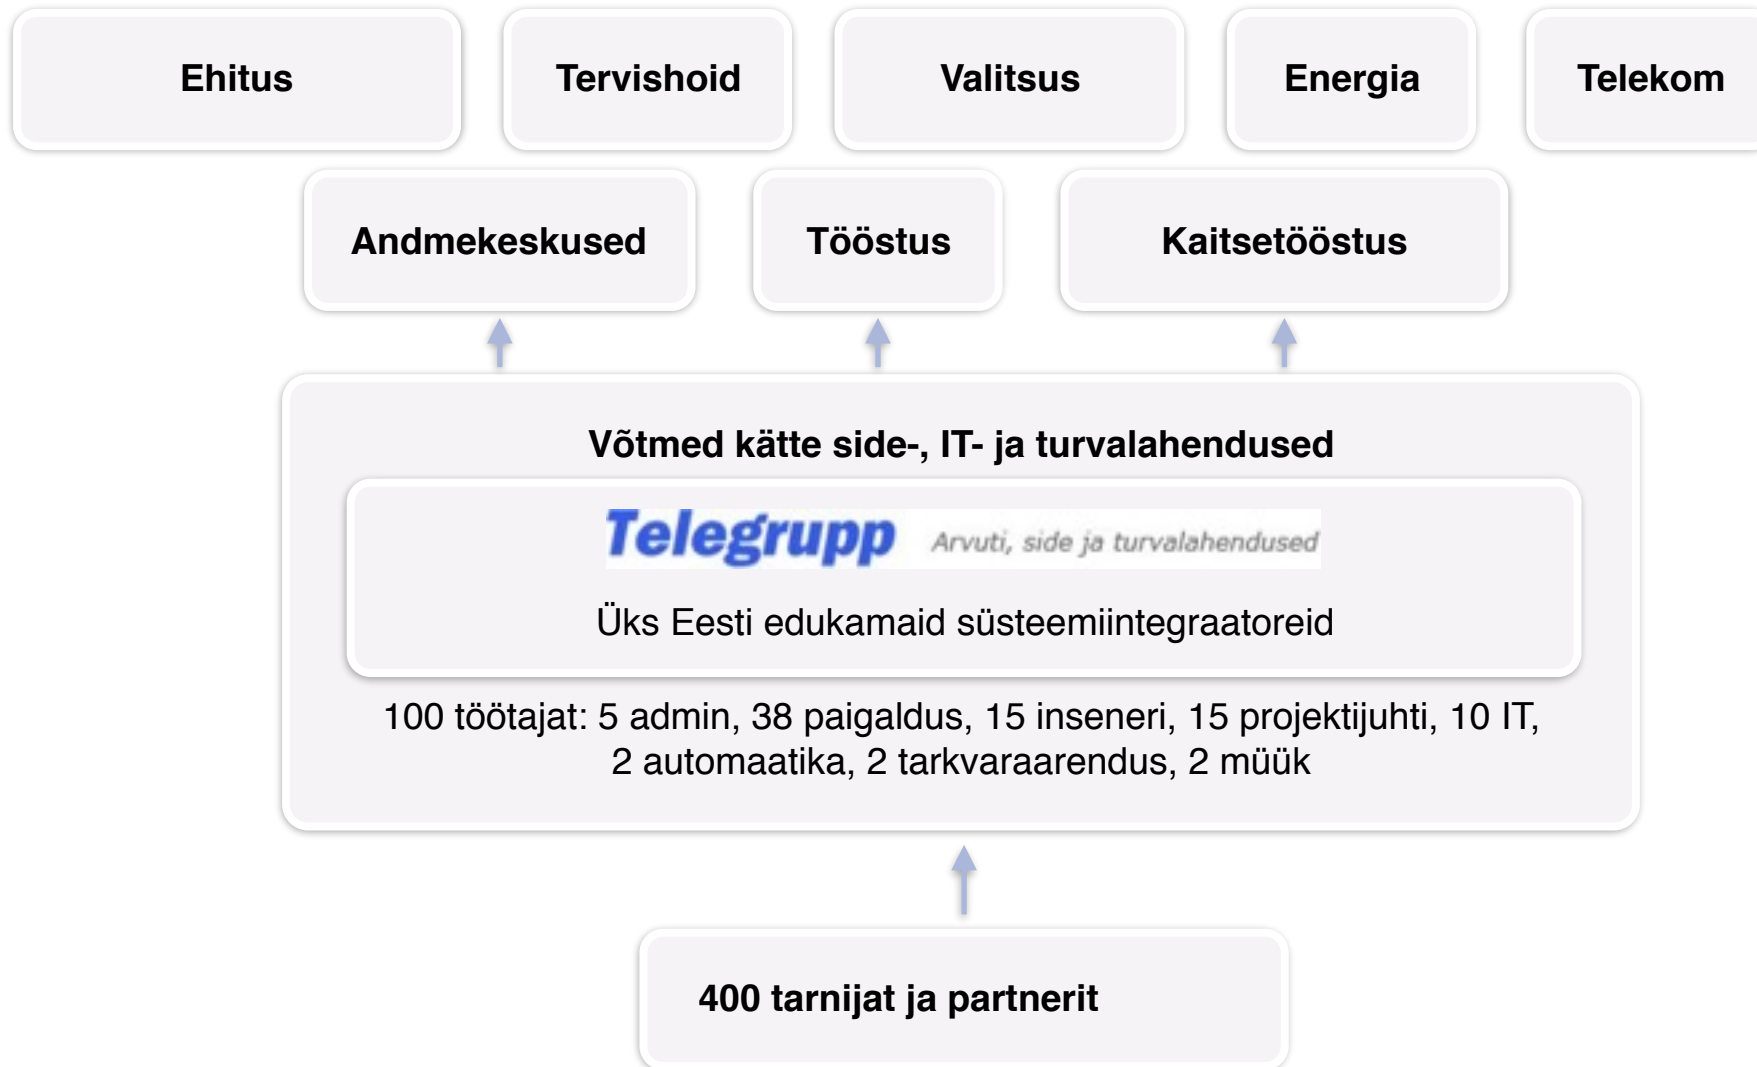 Ehitus
Tervishoid
Valitsus
Energia
Telekom
Andmekeskused
Tööstus
Kaitsetööstus
Võtmed kätte side-, IT- ja turvalahendused
Telegrupp Arvuti, side ja turvalahendused
Üks Eesti edukamaid süsteemiintegraatoreid
100 töötajat: 5 admin, 38 paigaldus, 15 inseneri, 15 projektijuhti, 10 IT,
2 automaatika, 2 tarkvaraarendus, 2 müük
400 tarnijat ja partnerit